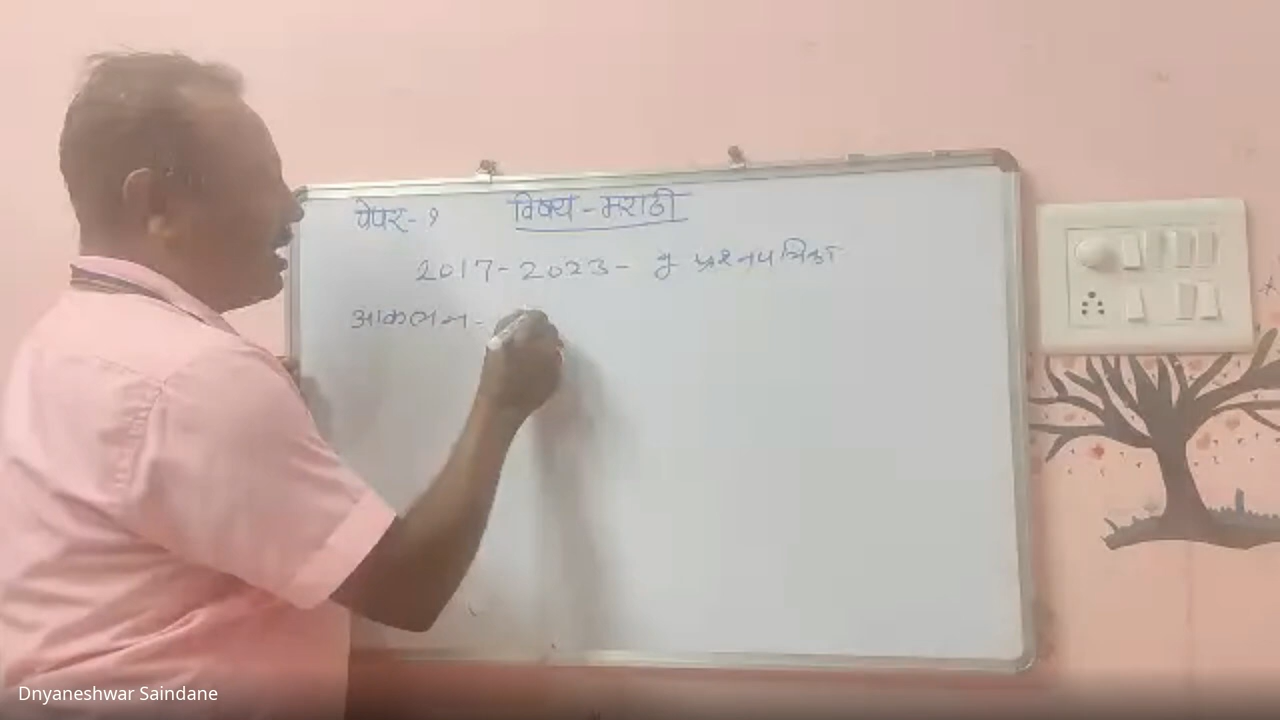 पेपर - १ विषय - मराठी
2017 - 2023 - 7 प्रश्नपत्रिका
आकलन -
Dnyaneshwar Saindane